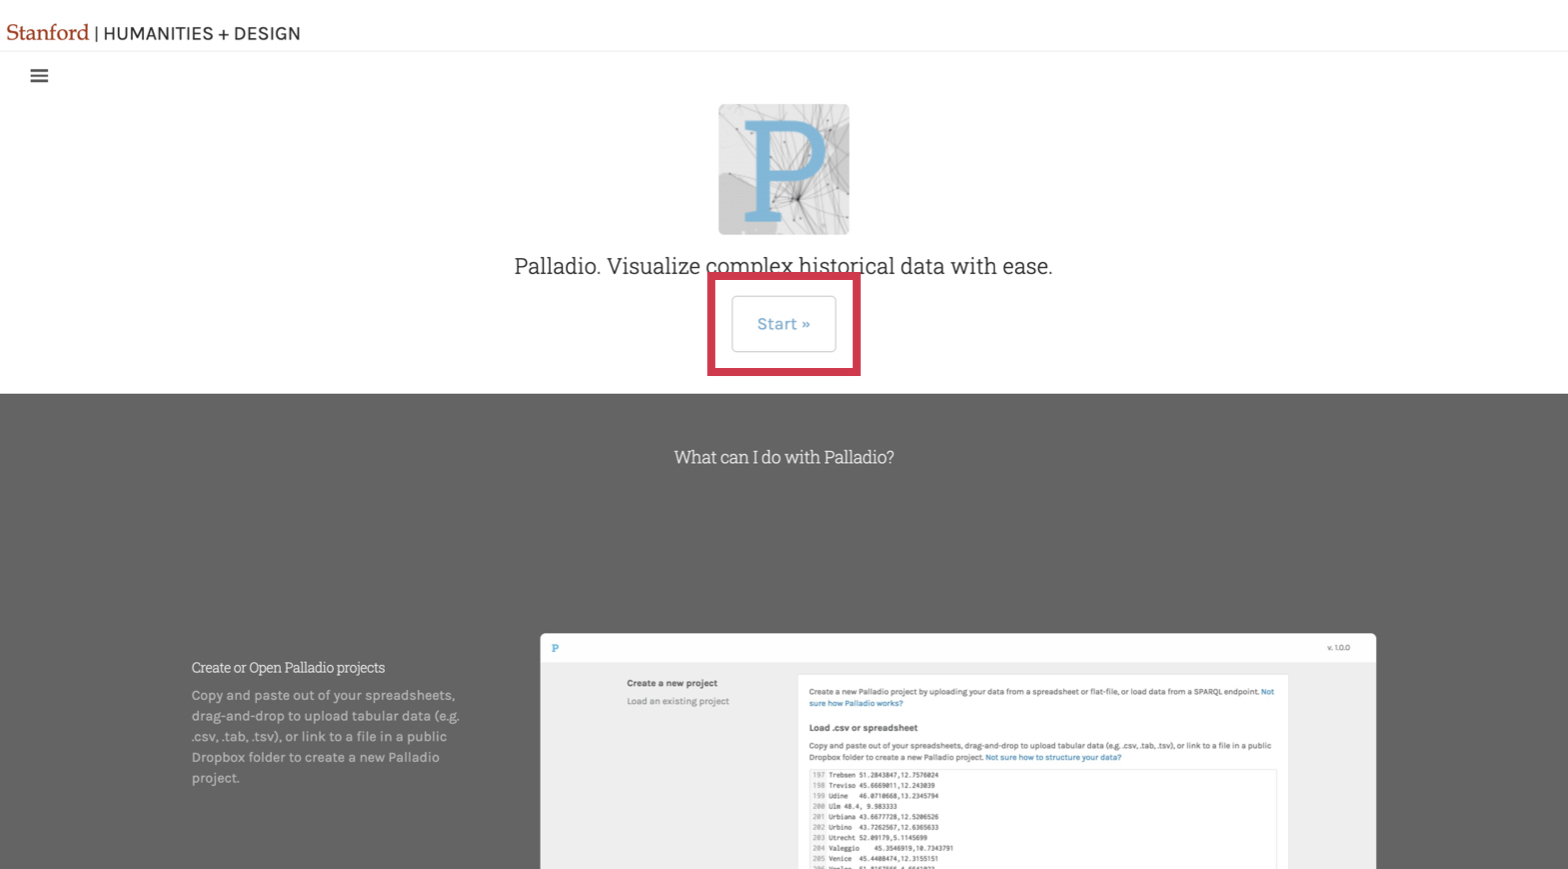 Stanford | HUMANITIES + DESIGN
P
Palladio. Visualize complex historical data with ease.
Start »
What can I do with Palladio?
Create or Open Palladio projects
Copy and paste out of your spreadsheets,
drag-and-drop to upload tabular data (e.g.
.csv, .tab, .tsv), or link to a file in a public
Dropbox folder to create a new Palladio
project.
P
v. 1.0.0
Create a new project
Load an existing project
Create a new Palladio project by uploading your data from a spreadsheet or flat-file, or load data from a SPARQL endpoint. Not
sure how Palladio works?
Load .csv or spreadsheet
Copy and paste out of your spreadsheets, drag-and-drop to upload tabular data (e.g. .csv, .tab, .tsv), or link to a file in a public
Dropbox folder to create a new Palladio project. Not sure how to structure your data?
197 Trebsen 51.2843847,12.7576024
198 Treviso 45.6669011,12.243039
199 Udine 46.0710668,13.2345794
200 Ulm 48.4, 9.983333
201 Urbiana 43.6677728,12.5206526
202 Urbino 43.7262567,12.6365633
203 Utrecht 52.09179,5.1145699
204 Valeggio 45.3546919,10.7343791
205 Venice 45.4408474,12.3155151